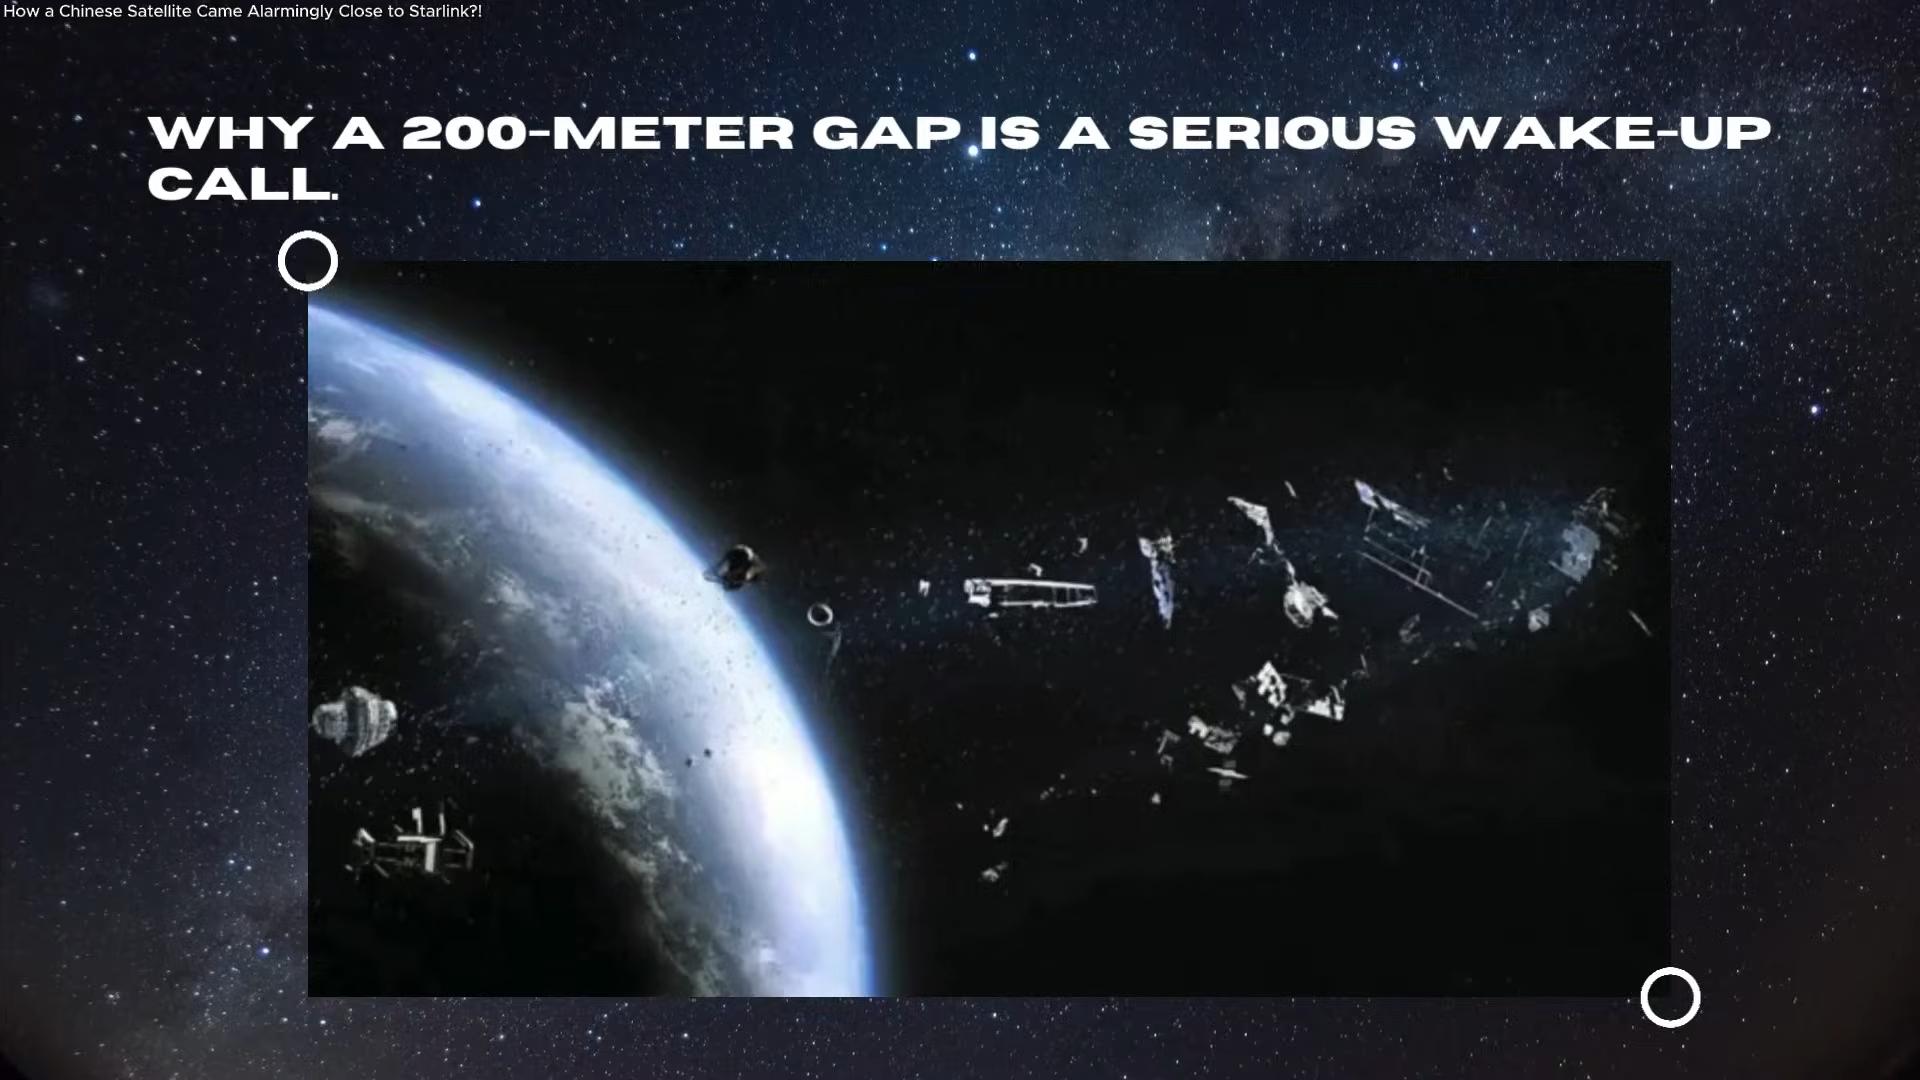 How a Chinese Satellite Came Alarmingly Close to Starlink?!
WHY A 200-METER GAP IS A SERIOUS WAKE-UP
CALL.